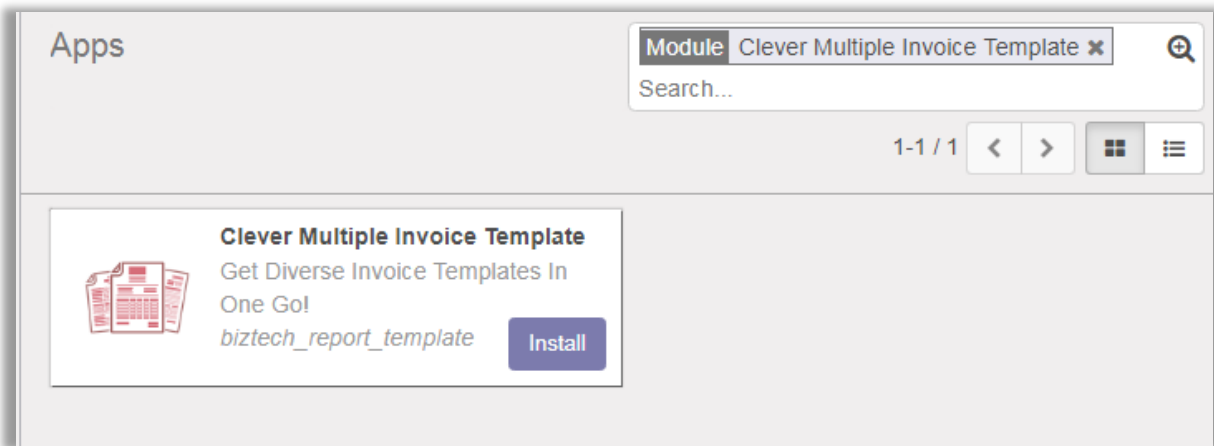 Apps
Module Clever Multiple Invoice Template ✖
Search...
1-1 / 1
Clever Multiple Invoice Template
Get Diverse Invoice Templates In
One Go!
biztech_report_template
Install